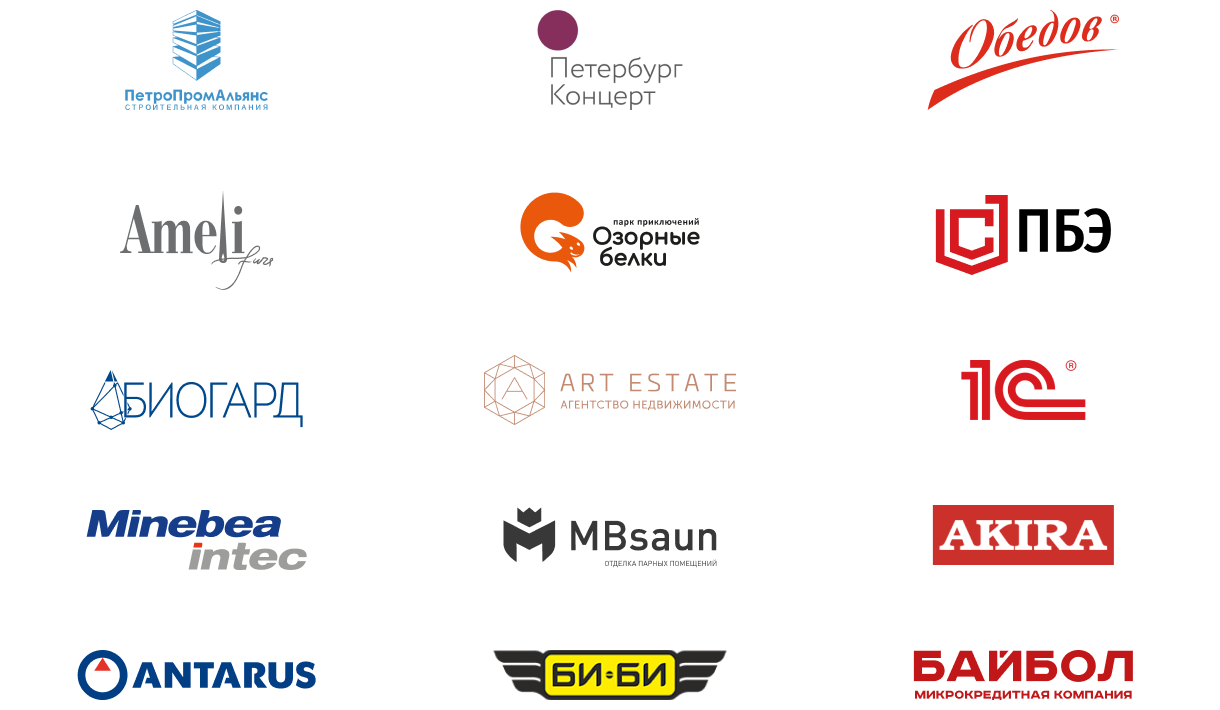 ПетроПромАльянс
СТРОИТЕЛЬНАЯ КОМПАНИЯ
Петербург
Концерт
Обедов ®
Ameli
fure
парк приключений
Озорные
белки
ПБЭ
БИОГАРД
A
ART ESTATE
АГЕНТСТВО НЕДВИЖИМОСТИ
1С ®
Minebea
intec
MBsaun
ОТДЕЛКА ПАРНЫХ ПОМЕЩЕНИЙ
AKIRA
ANTARUS
БИ-БИ
БАЙБОЛ
МИКРОКРЕДИТНАЯ КОМПАНИЯ